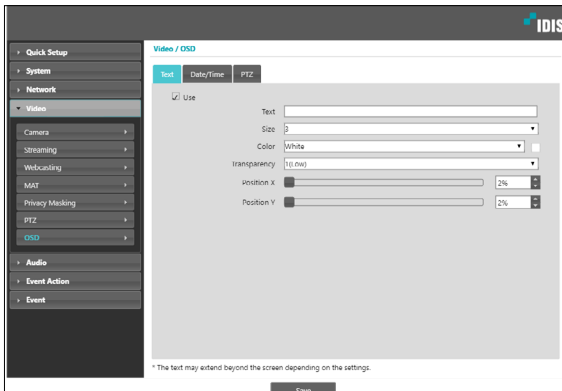 IDIS
Quick Setup
System
Network
Video
Camera
Streaming
Webcasting
MAT
Privacy Masking
PTZ
OSD
Audio
Event Action
Event
Video / OSD
Text Date/Time PTZ
Use
Text
Size 3
Color White
Transparency 1(Low)
Position X 2%
Position Y 2%
* The text may extend beyond the screen depending on the settings.
Save